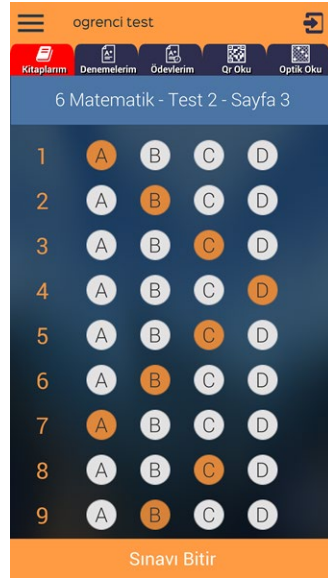 ogrenci test
Kitaplarım Denemelerim Ödevlerim Qr Oku Optik Oku
6 Matematik - Test 2 - Sayfa 3
1 A B C D
2 A B C D
3 A B C D
4 A B C D
5 A B C D
6 A B C D
7 A B C D
8 A B C D
9 A B C D
Sınavı Bitir